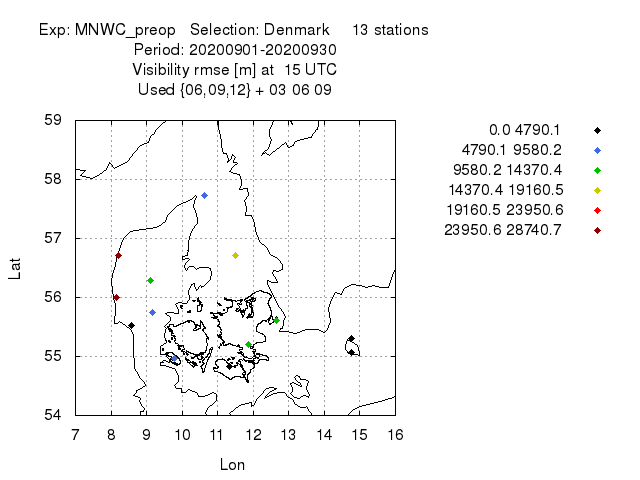 Exp: MNWC_preop   Selection: Denmark     13 stations
Period: 20200901-20200930
Visibility rmse [m] at  15 UTC
Used {06,09,12} + 03 06 09
0.0 4790.1
4790.1 9580.2
9580.2 14370.4
14370.4 19160.5
19160.5 23950.6
23950.6 28740.7
59
58
57
56
55
54
Lat
7 8 9 10 11 12 13 14 15 16
Lon